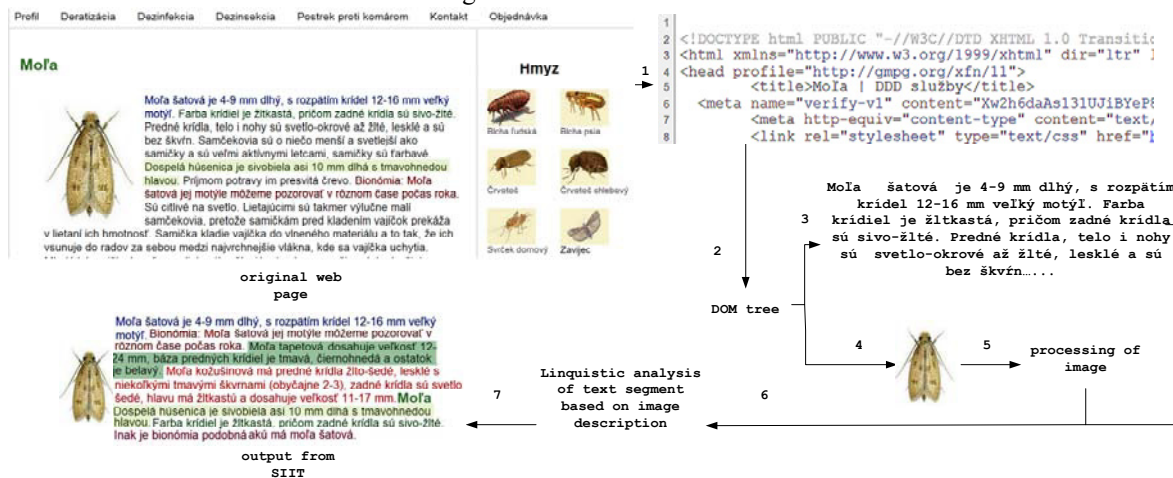 Profil Deratizácia Dezinfekcia Dezinsekcia Postrek proti komárom Kontakt Objednávka
Moľa
Moľa šatová je 4-9 mm dlhý, s rozpätím krídel 12-16 mm veľký
motýľ. Farba krídiel je žltkastá, pričom zadné krídla sú sivo-žlté.
Predné krídla, telo i nohy sú svetlo-okrové až žlté, lesklé a sú
bez škvŕn. Samčekovia sú o niečo menší a svetlejší ako
samičky a sú veľmi aktívnymi letcami, samičky sú farbavé
Dospelá húsenica je sivobiela asi 10 mm dlhá s tmavohnedou
hlavou. Príjmom potravy im presvitá črevo. Bionómia: Moľa
šatová jej motýle môžeme pozorovať v rôznom čase počas roka.
Sú citlivé na svetlo. Lietajúcimi sú takmer výlučne malí
samčekovia, pretože samičkám pred kladením vajíčok prekáža
v lietaní ich hmotnosť. Samička kladie vajíčka do vlneného materiálu a to tak, že ich
vsunuje do radov za sebou medzi najvrchnejšie vlákna, kde sa vajíčka uchytia.
Hmyz
Blcha ľudská Blcha psia
Črvotoč Črvotoč chlebový
Svrček domový Zavíjec
original web
page
1
1
2 <!DOCTYPE html PUBLIC "-//W3C//DTD XHTML 1.0 Transitic
3 <html xmlns="http://www.w3.org/1999/xhtml" dir="ltr" l
4 <head profile="http://gmpg.org/xfn/11">
5 <title>Moľa | DDD služby</title>
6 <meta name="verify-v1" content="Xw2h6daAs131UJiBYeP8
7 <meta http-equiv="content-type" content="text/
8 <link rel="stylesheet" type="text/css" href="h
2
DOM tree
3
Moľa šatová je 4-9 mm dlhý, s rozpätím
krídel 12-16 mm veľký motýľ. Farba
krídiel je žltkastá, pričom zadné krídla
sú sivo-žlté. Predné krídla, telo i nohy
sú svetlo-okrové až žlté, lesklé a sú
bez škvŕn……...
4
5
processing of
image
6
Linguistic analysis
of text segment
based on image
description
7
Moľa šatová je 4-9 mm dlhý, s rozpätím krídel 12-16 mm veľký
motýľ. Bionómia: Moľa šatová jej motýle môžeme pozorovať v
rôznom čase počas roka. Moľa tapetová dosahuje veľkosť 12-
24 mm, báza predných krídiel je tmavá, čiernohnedá a ostatok
je belavý. Moľa kožušinová má predné krídla žlto-šedé, lesklé s
niekoľkými tmavými škvrnami (obyčajne 2-3), zadné krídla sú svetlo
šedé, hlavu má žltkastú a dosahuje veľkosť 11-17 mm. Moľa
Dospelá húsenica je sivobiela asi 10 mm dlhá s tmavohnedou
hlavou. Farba krídiel je žltkastá, pričom zadné krídla sú sivo-žlté.
Inak je bionómia podobná akú má moľa šatová.
output from
SIIT